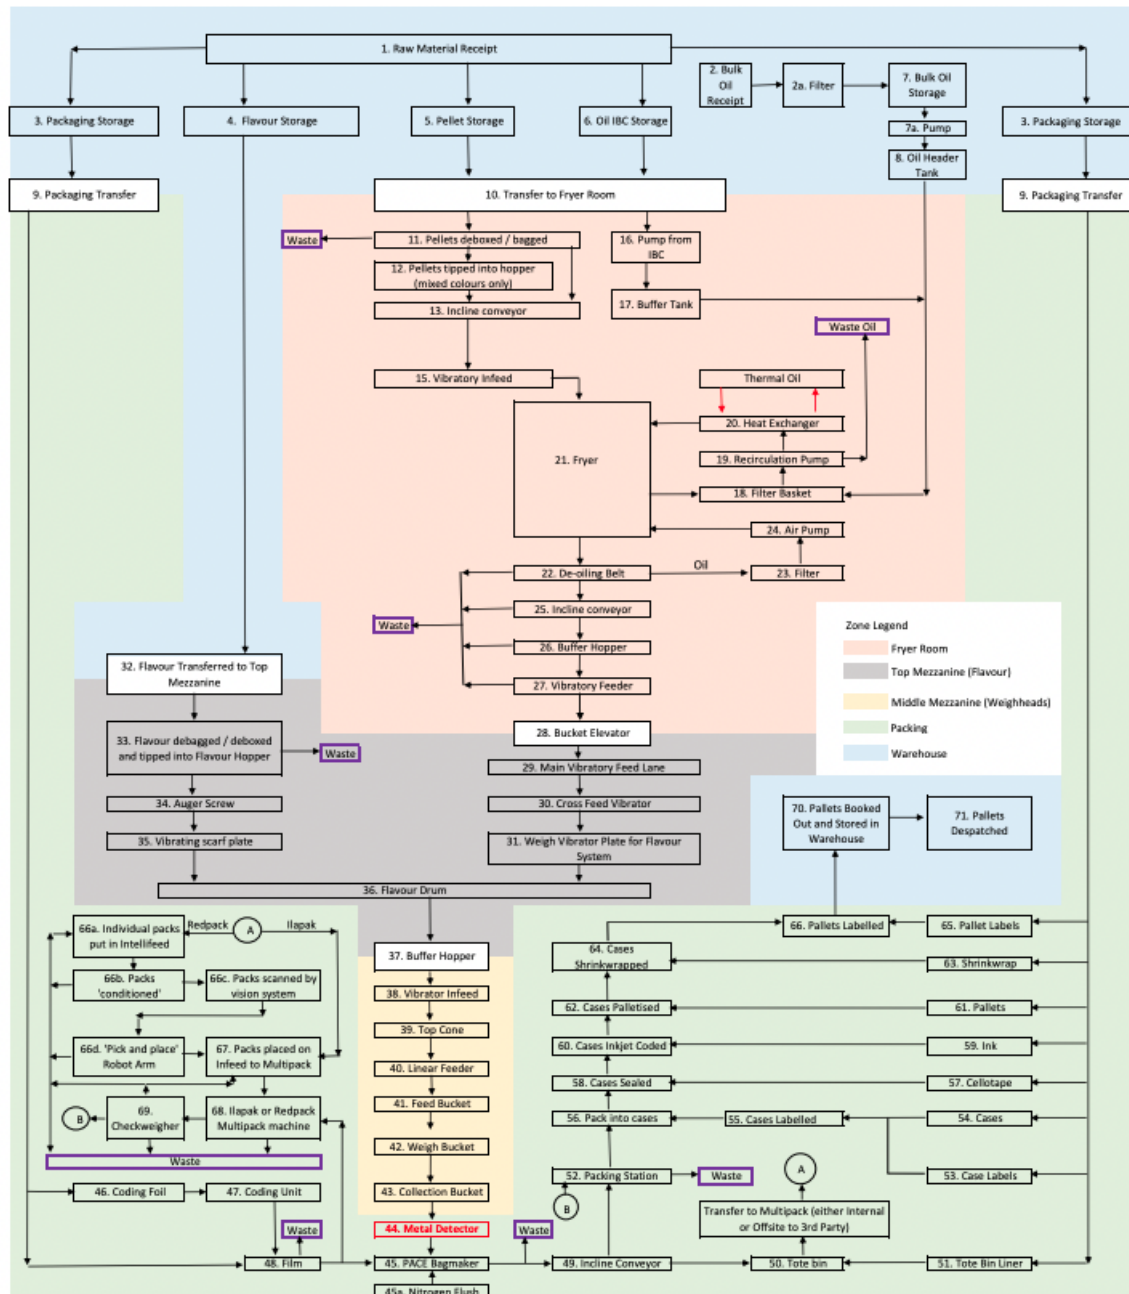 1. Raw Material Receipt
2. Bulk
Oil
Receipt
2a. Filter
7. Bulk Oil
Storage
3. Packaging Storage
4. Flavour Storage
5. Pellet Storage
6. Oil IBC Storage
7a. Pump
3. Packaging Storage
8. Oil Header
Tank
9. Packaging Transfer
10. Transfer to Fryer Room
9. Packaging Transfer
Waste
11. Pellets deboxed / bagged
16. Pump from
IBC
12. Pellets tipped into hopper
(mixed colours only)
13. Incline conveyor
17. Buffer Tank
Waste Oil
15. Vibratory Infeed
Thermal Oil
20. Heat Exchanger
21. Fryer
19. Recirculation Pump
18. Filter Basket
24. Air Pump
22. De-oiling Belt
Oil
23. Filter
25. Incline conveyor
Waste
26. Buffer Hopper
27. Vibratory Feeder
Zone Legend
Fryer Room
Top Mezzanine (Flavour)
Middle Mezzanine (Weighheads)
Packing
Warehouse
32. Flavour Transferred to Top
Mezzanine
28. Bucket Elevator
33. Flavour debagged / deboxed
and tipped into Flavour Hopper
Waste
29. Main Vibratory Feed Lane
34. Auger Screw
30. Cross Feed Vibrator
35. Vibrating scarf plate
31. Weigh Vibrator Plate for Flavour
System
70. Pallets Booked
Out and Stored in
Warehouse
71. Pallets
Despatched
36. Flavour Drum
66a. Individual packs
put in Intellifeed
Redpack
A
Ilapak
66. Pallets Labelled
65. Pallet Labels
37. Buffer Hopper
64. Cases
Shrinkwrapped
63. Shrinkwrap
66b. Packs
'conditioned'
66c. Packs scanned by
vision system
38. Vibrator Infeed
62. Cases Palletised
61. Pallets
39. Top Cone
66d. 'Pick and place'
Robot Arm
67. Packs placed on
Infeed to Multipack
60. Cases Inkjet Coded
59. Ink
40. Linear Feeder
58. Cases Sealed
57. Cellotape
41. Feed Bucket
B
69.
Checkweigher
68. Ilapak or Redpack
Multipack machine
56. Pack into cases
55. Cases Labelled
54. Cases
42. Weigh Bucket
Waste
52. Packing Station
Waste
A
53. Case Labels
46. Coding Foil
47. Coding Unit
43. Collection Bucket
B
Transfer to Multipack (either Internal
or Offsite to 3rd Party)
Waste
44. Metal Detector
Waste
48. Film
45. PACE Bagmaker
49. Incline Conveyor
50. Tote bin
51. Tote Bin Liner
45a. Nitrogen Flush